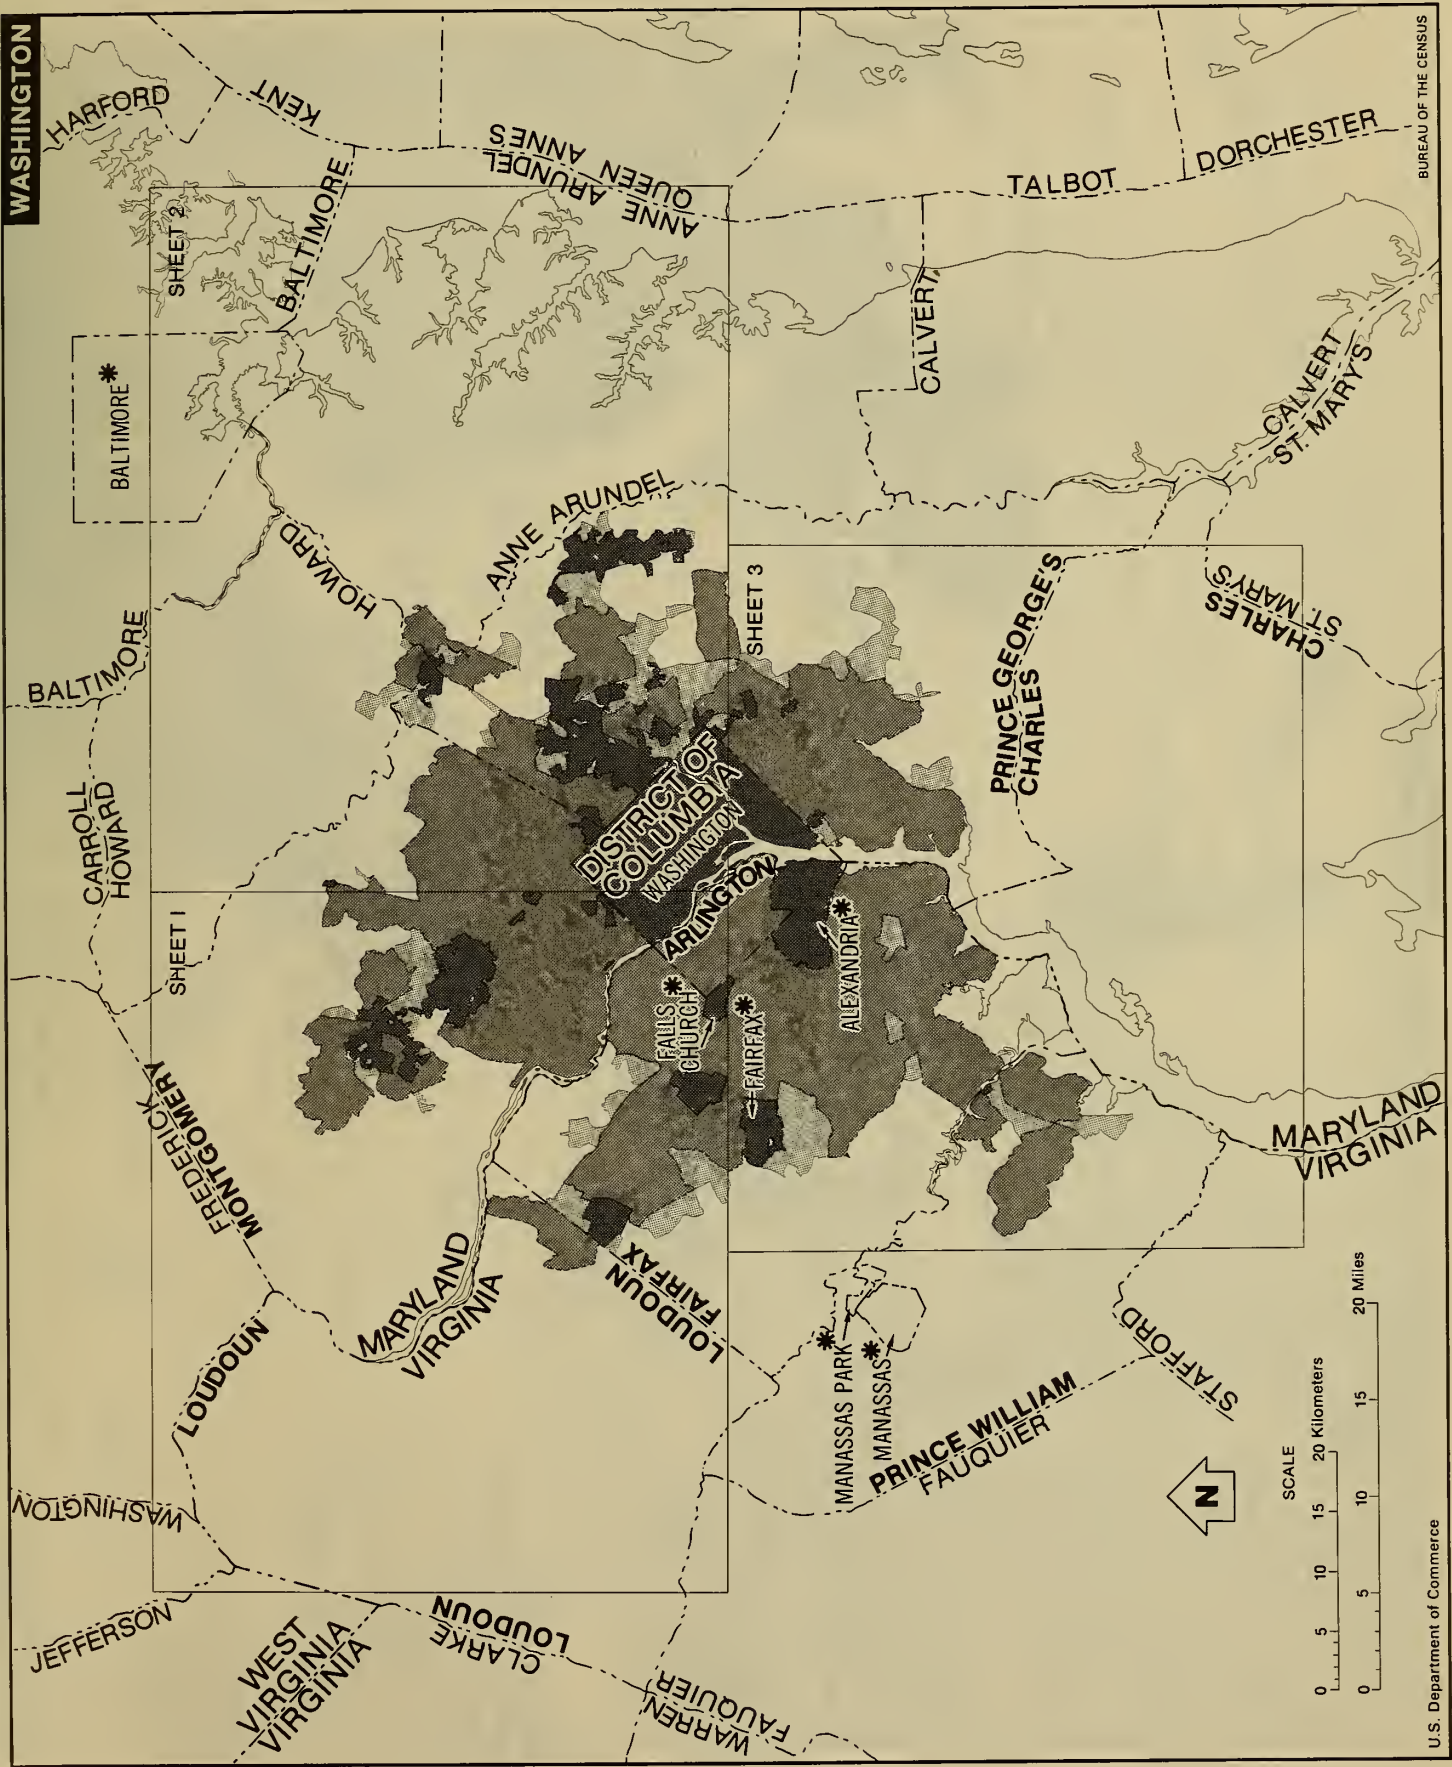 WASHINGTON
HARFORD
KENT
BALTIMORE
QUEEN ANNES
ANNE ARUNDEL
TALBOT
DORCHESTER
BUREAU OF THE CENSUS
SHEET 2
BALTIMORE*
CALVERT
CALVERT
ST. MARY'S
HOWARD
ANNE ARUNDEL
BALTIMORE
CARROLL
HOWARD
SHEET 1
SHEET 3
PRINCE GEORGE'S
CHARLES
CHARLES
ST. MARY'S
DISTRICT OF
COLUMBIA
WASHINGTON
ARLINGTON
FALLS
CHURCH*
FAIRFAX*
ALEXANDRIA*
FREDERICK
MONTGOMERY
MARYLAND
VIRGINIA
LOUDOUN
FAIRFAX
MARYLAND
VIRGINIA
LOUDOUN
WASHINGTON
MANASSAS PARK*
MANASSAS*
PRINCE WILLIAM
FAUQUIER
STAFFORD
JEFFERSON
WEST
VIRGINIA
VIRGINIA
LOUDOUN
CLARKE
FAUQUIER
WARREN
N
SCALE
0 5 10 15 20 Kilometers
0 5 10 15 20 Miles
U.S. Department of Commerce